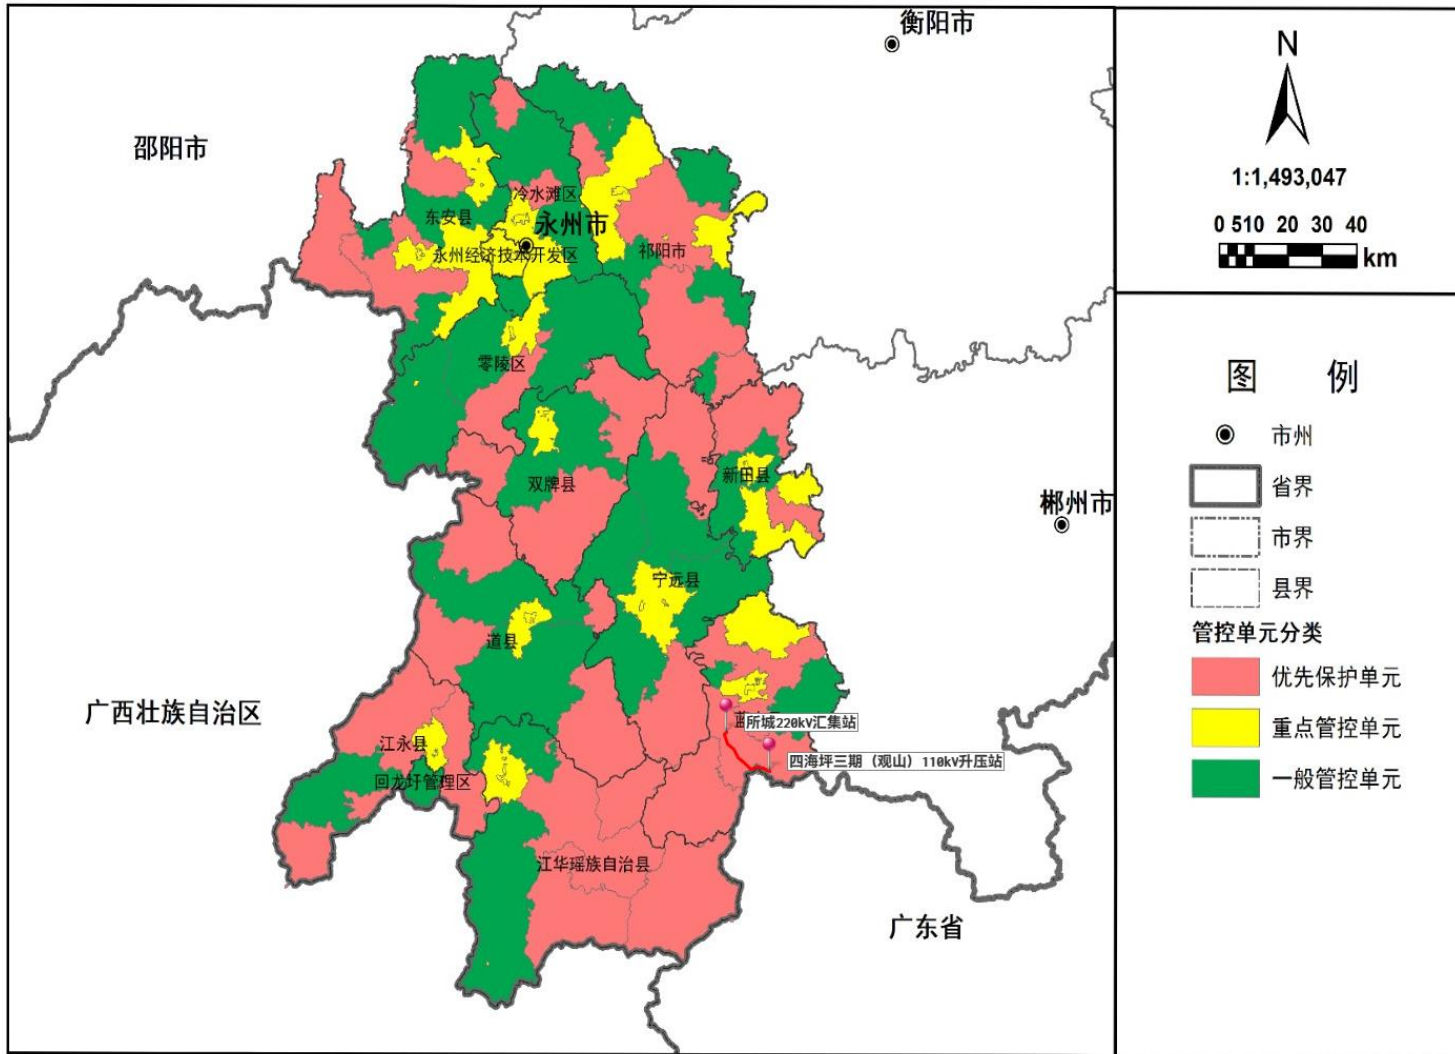 衡阳市
邵阳市
冷水滩区
东安县
永州市
永州经济技术开发区
祁阳市
零陵区
双牌县
新田县
郴州市
宁远县
道县
广西壮族自治区
所城220kV汇集站
江永县
四海坪三期（观山）110kV升压站
回龙圩管理区
江华瑶族自治县
广东省
N
1:1,493,047
0 5 10 20 30 40
km
图 例
市州
省界
市界
县界
管控单元分类
优先保护单元
重点管控单元
一般管控单元